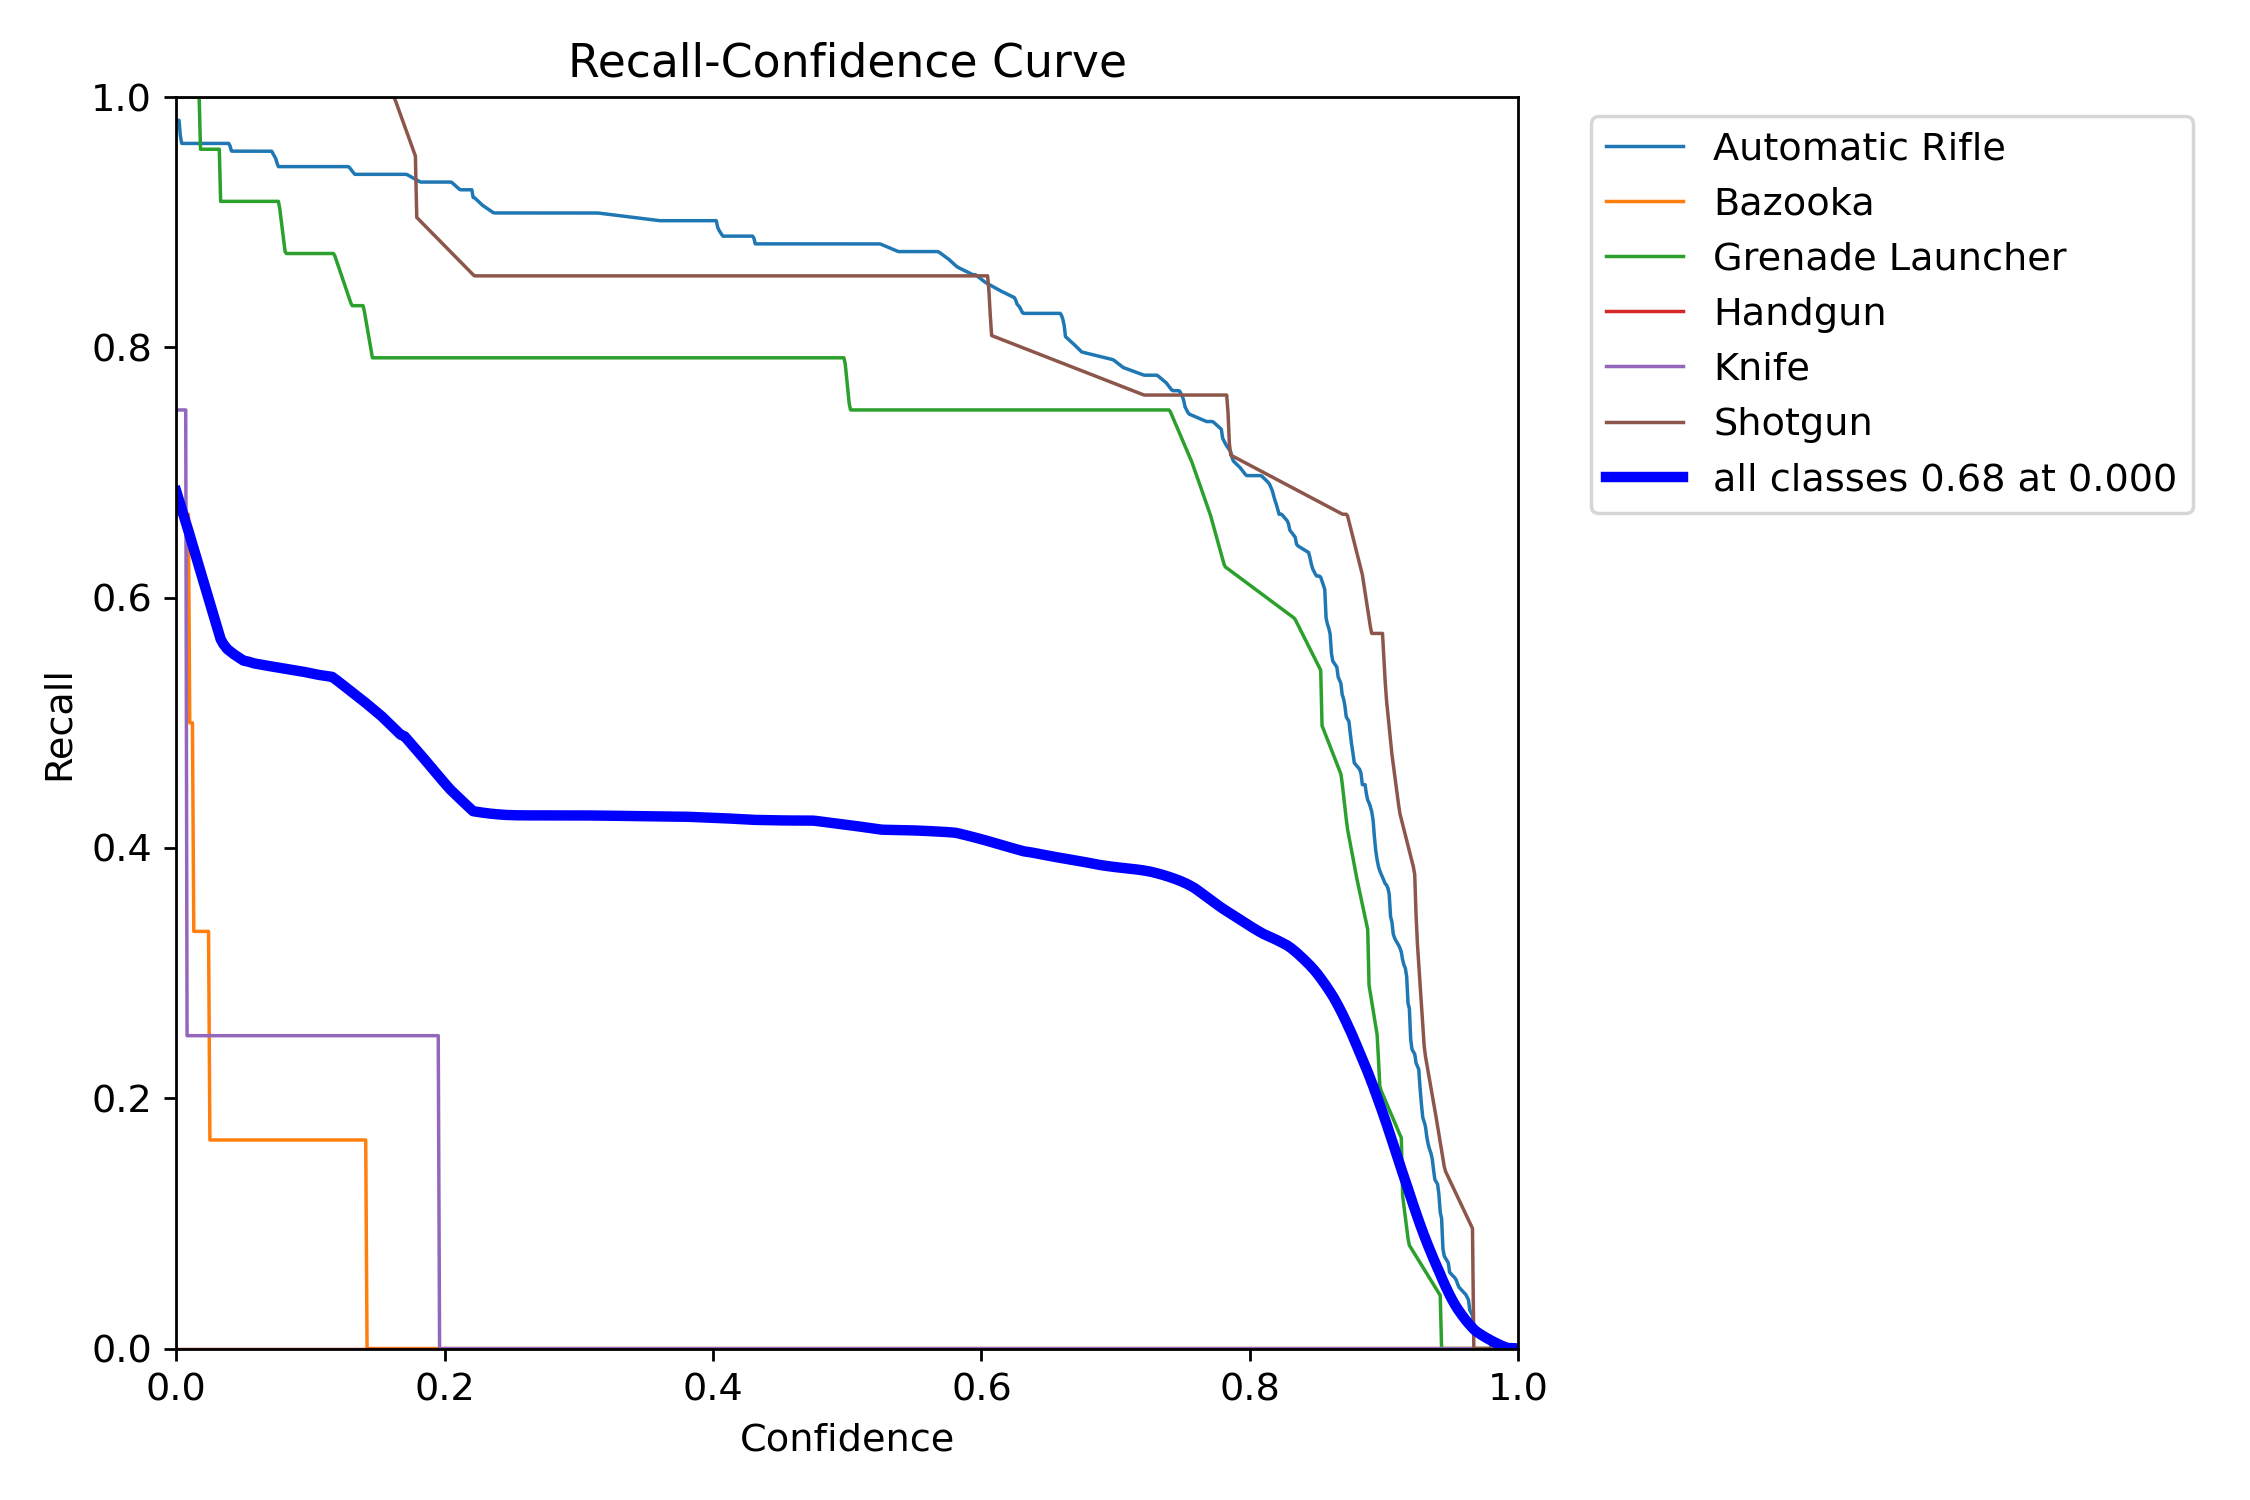 Recall-Confidence Curve
1.0
0.8
0.6
0.4
0.2
0.0
Recall
0.0 0.2 0.4 0.6 0.8 1.0
Confidence
Automatic Rifle
Bazooka
Grenade Launcher
Handgun
Knife
Shotgun
all classes 0.68 at 0.000